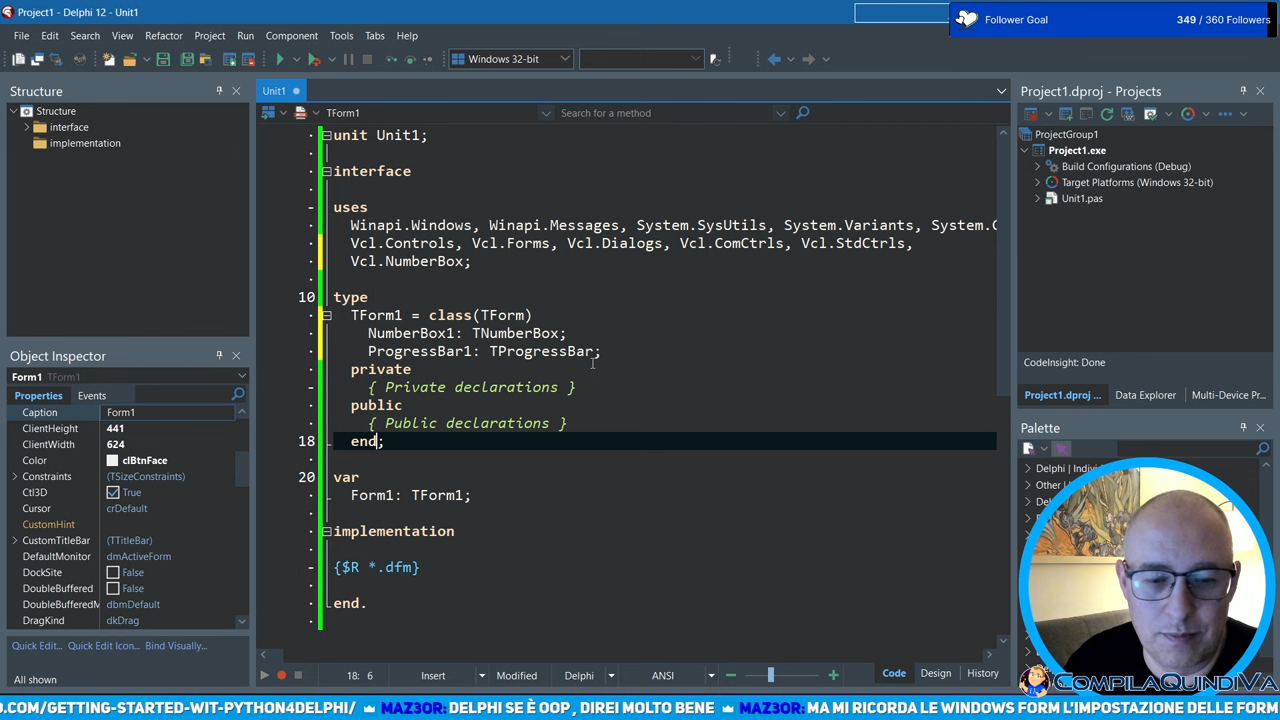 Project1 - Delphi 12 - Unit1
Follower Goal
349 / 360 Followers
File Edit Search View Refactor Project Run Component Tools Tabs Help
Windows 32-bit
Structure
Unit1
Project1.dproj - Projects
Structure
interface
implementation
TForm1
Search for a method
ProjectGroup1
Project1.exe
Build Configurations (Debug)
Target Platforms (Windows 32-bit)
Unit1.pas
unit Unit1;
interface
uses
Winapi.Windows, Winapi.Messages, System.SysUtils, System.Variants, System.C
Vcl.Controls, Vcl.Forms, Vcl.Dialogs, Vcl.ComCtrls, Vcl.StdCtrls,
Vcl.NumberBox;
10 type
TForm1 = class(TForm)
NumberBox1: TNumberBox;
ProgressBar1: TProgressBar;
private
{ Private declarations }
public
{ Public declarations }
18 end;
20 var
Form1: TForm1;
implementation
{$R *.dfm}
end.
Object Inspector
Form1 TForm1
Properties Events
Caption Form1
ClientHeight 441
ClientWidth 624
Color clBtnFace
Constraints (TSizeConstraints)
Ctl3D True
Cursor crDefault
CustomHint
CustomTitleBar (TTitleBar)
DefaultMonitor dmActiveForm
DockSite False
DoubleBuffered False
DoubleBufferedM dbmDefault
DragKind dkDrag
Quick Edit... Quick Edit Icon... Bind Visually...
All shown
CodeInsight: Done
Project1.dproj ... Data Explorer Multi-Device Pr...
Palette
Delphi | Indivi
Other | 
18: 6 Insert Modified Delphi ANSI Code Design History
COMPILAQUINDIVA
O.COM/GETTING-STARTED-WIT-PYTHON4DELPHI/ MAZ3OR: DELPHI SE È OOP , DIREI MOLTO BENE MAZ3OR: MA MI RICORDA LE WINDOWS FORM L'IMPOSTAZIONE DELLE FORM